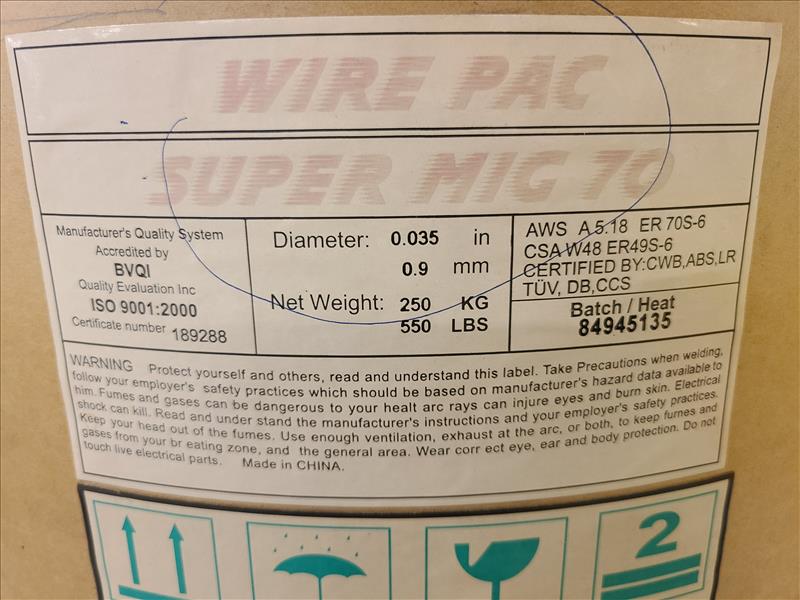 WIRE PAC
SUPER MIG 70
Manufacturer's Quality System
Accredited by
BVQI
Quality Evaluation Inc
ISO 9001:2000
Certificate number 189288
Diameter: 0.035 in
0.9 mm
Net Weight: 250 KG
550 LBS
AWS A 5.18 ER 70S-6
CSA W48 ER49S-6
CERTIFIED BY:CWB,ABS,LR
TÜV, DB,CCS
Batch / Heat
84945135
WARNING Protect yourself and others, read and understand this label. Take Precautions when welding,
follow your employer's safety practices which should be based on manufacturer's hazard data available to
him. Fumes and gases can be dangerous to your healt arc rays can injure eyes and burn skin. Electrical
shock can kill. Read and under stand the manufacturer's instructions and your employer's safety practices.
Keep your head out of the fumes. Use enough ventilation, exhaust at the arc, or both, to keep fumes and
gases from your br eating zone, and the general area. Wear corr ect eye, ear and body protection. Do not
touch live electrical parts. Made in CHINA.
2